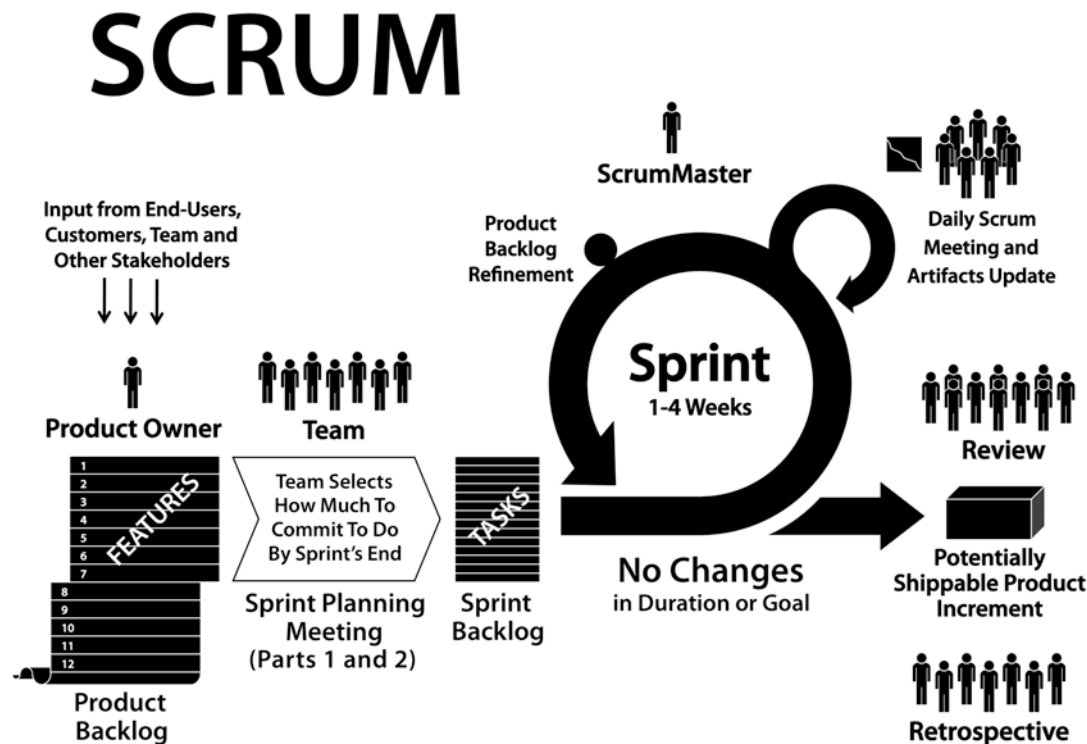 SCRUM
Input from End-Users,
Customers, Team and
Other Stakeholders
Product Owner
Team
1
2
3
4
5
6
7
8
9
10
11
12
FEATURES
Product
Backlog
Team Selects
How Much To
Commit To Do
By Sprint's End
Sprint Planning
Meeting
(Parts 1 and 2)
TASKS
Sprint
Backlog
ScrumMaster
Product
Backlog
Refinement
Sprint
1-4 Weeks
No Changes
in Duration or Goal
Daily Scrum
Meeting and
Artifacts Update
Review
Potentially
Shippable Product
Increment
Retrospective